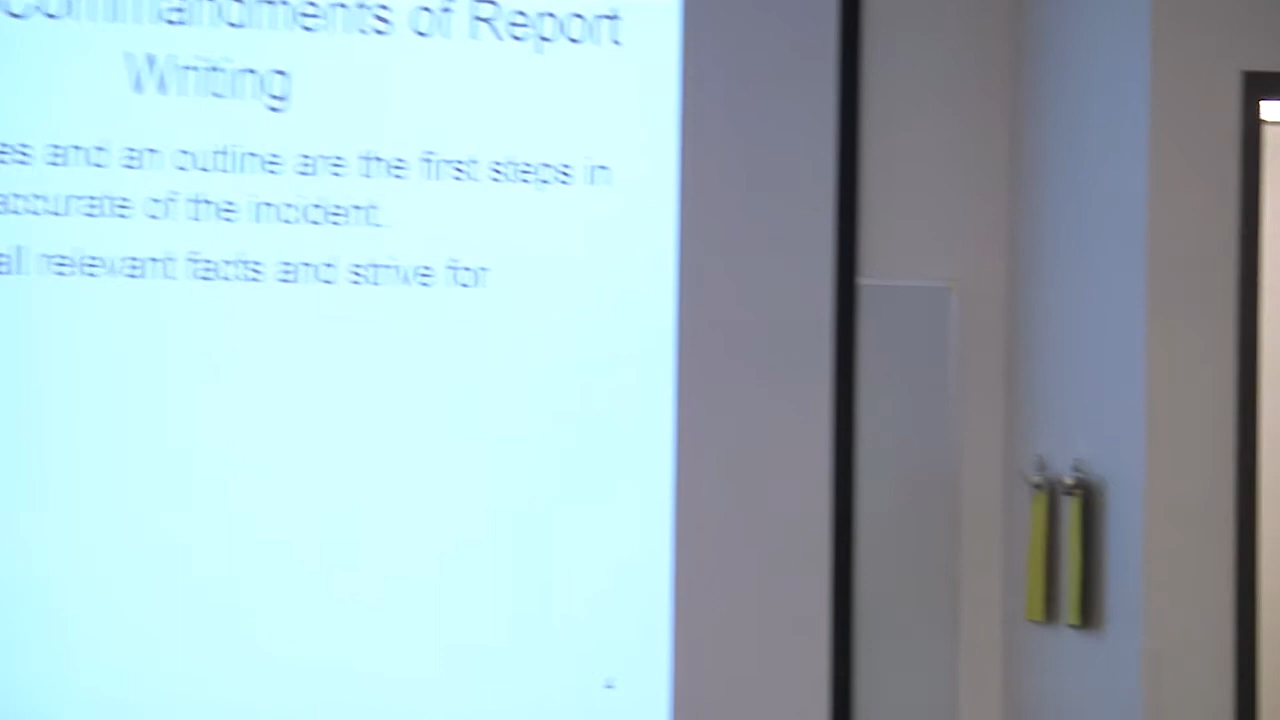 Commandments of Report
Writing
and an outline are the first steps in
accurate of the incident.
all relevant facts and strive for